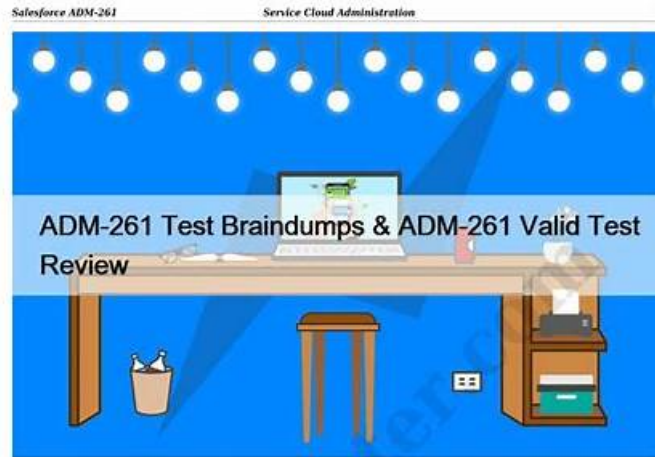 Salesforce ADM-261 Service Cloud Administration
ADM-261 Test Braindumps & ADM-261 Valid Test
Review